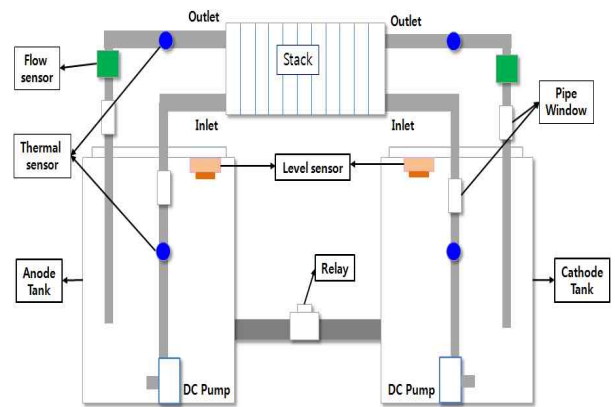 Outlet
Outlet
Flow
sensor
Stack
Pipe
Window
Inlet
Inlet
Thermal
sensor
Level sensor
Relay
Anode
Tank
Cathode
Tank
DC Pump
DC Pump